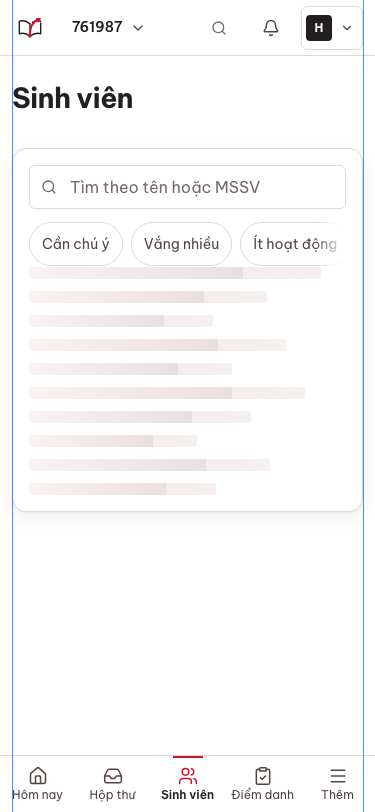 761987
H
Sinh viên
Tìm theo tên hoặc MSSV
Cần chú ý
Vắng nhiều
Ít hoạt động
Hôm nay
Hộp thư
Sinh viên
Điểm danh
Thêm